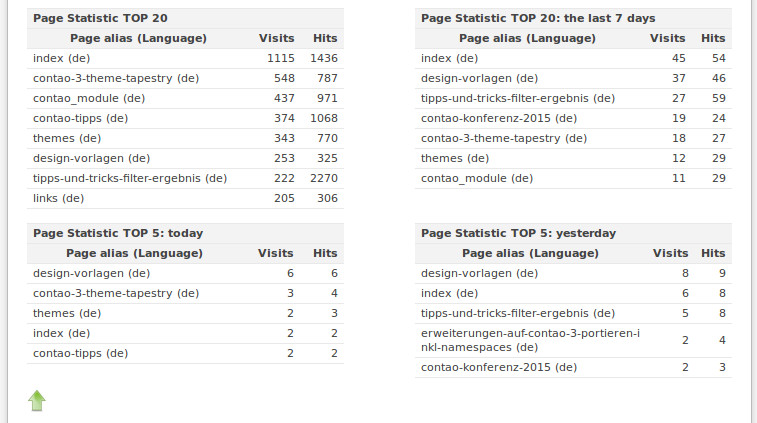 Page Statistic TOP 20
Page alias (Language) Visits Hits
index (de) 1115 1436
contao-3-theme-tapestry (de) 548 787
contao_module (de) 437 971
contao-tipps (de) 374 1068
themes (de) 343 770
design-vorlagen (de) 253 325
tipps-und-tricks-filter-ergebnis (de) 222 2270
links (de) 205 306
Page Statistic TOP 20: the last 7 days
Page alias (Language) Visits Hits
index (de) 45 54
design-vorlagen (de) 37 46
tipps-und-tricks-filter-ergebnis (de) 27 59
contao-konferenz-2015 (de) 19 24
contao-3-theme-tapestry (de) 18 27
themes (de) 12 29
contao_module (de) 11 29
Page Statistic TOP 5: today
Page alias (Language) Visits Hits
design-vorlagen (de) 6 6
contao-3-theme-tapestry (de) 3 4
themes (de) 2 3
index (de) 2 2
contao-tipps (de) 2 2
Page Statistic TOP 5: yesterday
Page alias (Language) Visits Hits
design-vorlagen (de) 8 9
index (de) 6 8
tipps-und-tricks-filter-ergebnis (de) 5 8
erweiterungen-auf-contao-3-portieren-i
nkl-namespaces (de) 2 4
contao-konferenz-2015 (de) 2 3